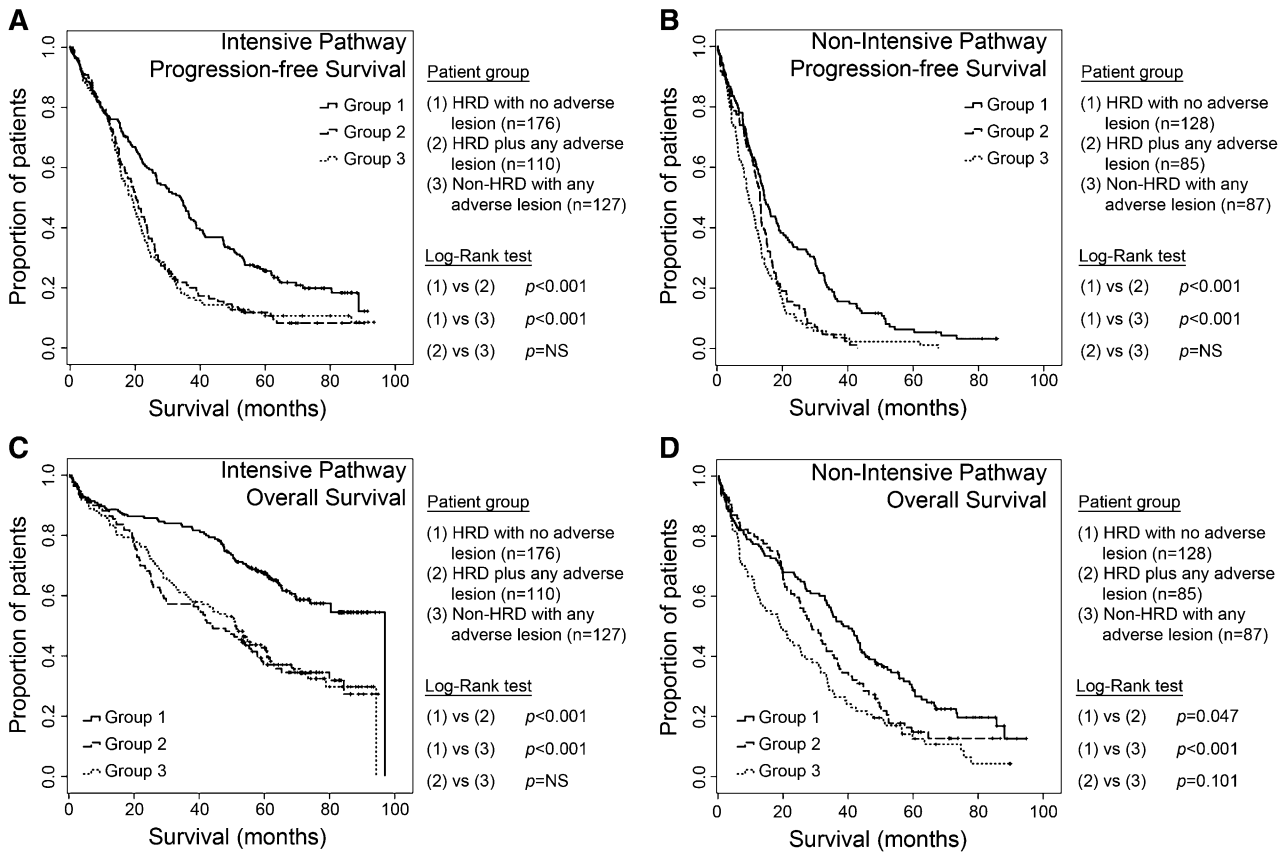 A
Intensive Pathway
Progression-free Survival
Group 1
Group 2
Group 3
Proportion of patients
1.0
0.8
0.6
0.4
0.2
0.0
0 20 40 60 80 100
Survival (months)
Patient group
(1) HRD with no adverse
lesion (n=176)
(2) HRD plus any adverse
lesion (n=110)
(3) Non-HRD with any
adverse lesion (n=127)
Log-Rank test
(1) vs (2) p<0.001
(1) vs (3) p<0.001
(2) vs (3) p=NS
B
Non-Intensive Pathway
Progression-free Survival
Group 1
Group 2
Group 3
Proportion of patients
1.0
0.8
0.6
0.4
0.2
0.0
0 20 40 60 80 100
Survival (months)
Patient group
(1) HRD with no adverse
lesion (n=128)
(2) HRD plus any adverse
lesion (n=85)
(3) Non-HRD with any
adverse lesion (n=87)
Log-Rank test
(1) vs (2) p<0.001
(1) vs (3) p<0.001
(2) vs (3) p=NS
C
Intensive Pathway
Overall Survival
Group 1
Group 2
Group 3
Proportion of patients
1.0
0.8
0.6
0.4
0.2
0.0
0 20 40 60 80 100
Survival (months)
Patient group
(1) HRD with no adverse
lesion (n=176)
(2) HRD plus any adverse
lesion (n=110)
(3) Non-HRD with any
adverse lesion (n=127)
Log-Rank test
(1) vs (2) p<0.001
(1) vs (3) p<0.001
(2) vs (3) p=NS
D
Non-Intensive Pathway
Overall Survival
Group 1
Group 2
Group 3
Proportion of patients
1.0
0.8
0.6
0.4
0.2
0.0
0 20 40 60 80 100
Survival (months)
Patient group
(1) HRD with no adverse
lesion (n=128)
(2) HRD plus any adverse
lesion (n=85)
(3) Non-HRD with any
adverse lesion (n=87)
Log-Rank test
(1) vs (2) p=0.047
(1) vs (3) p<0.001
(2) vs (3) p=0.101